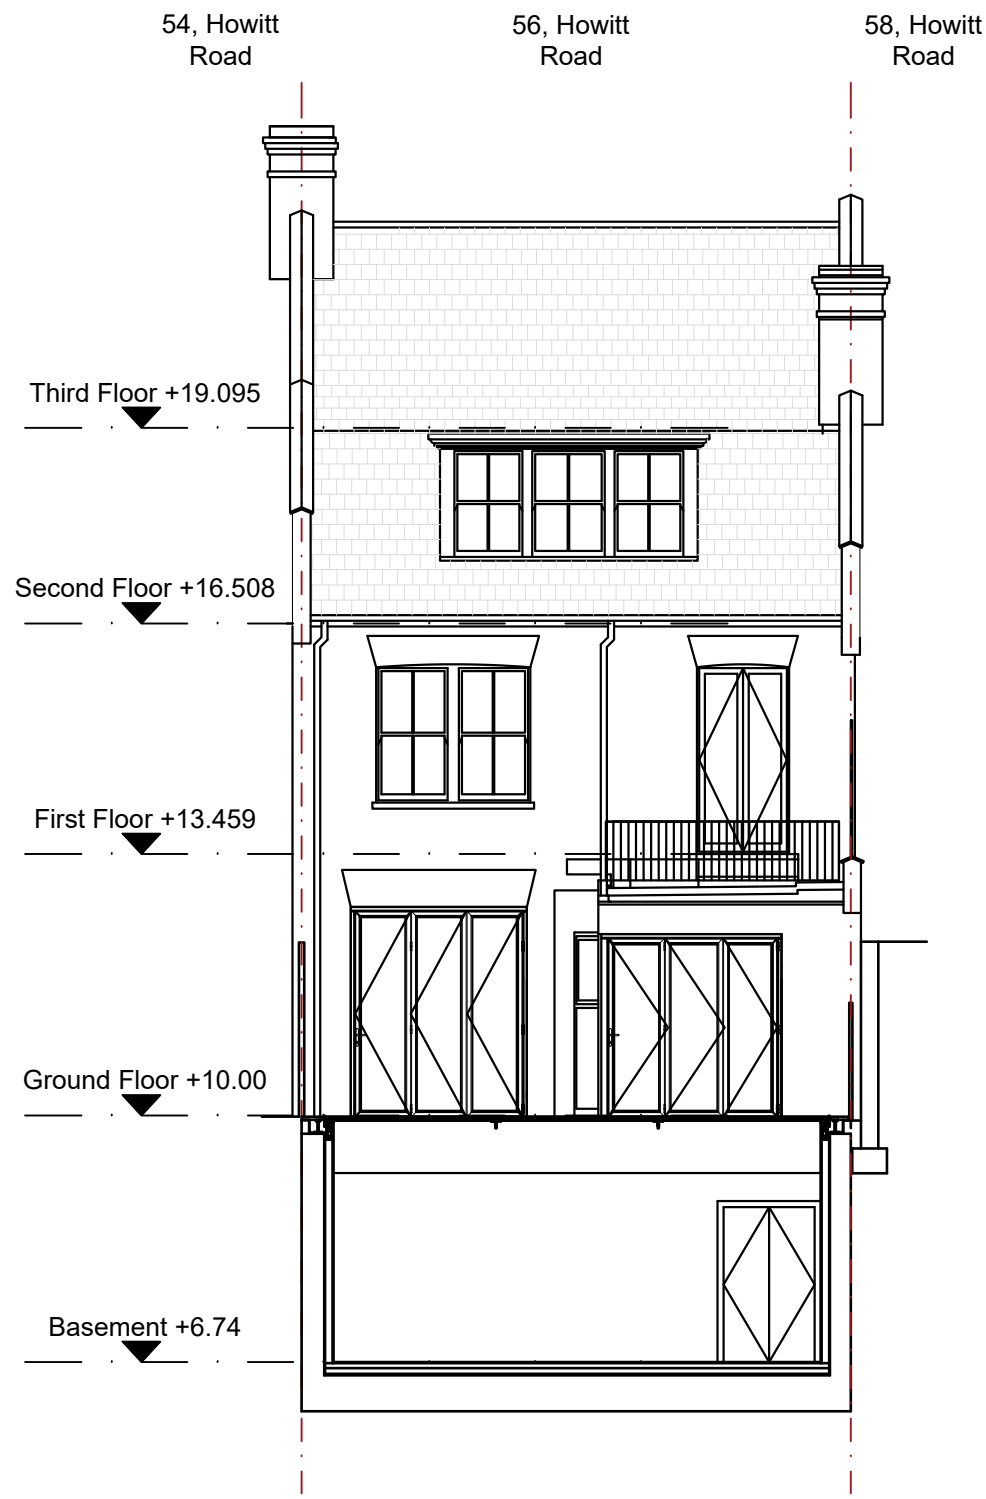 54, Howitt
Road
56, Howitt
Road
58, Howitt
Road
Third Floor +19.095
Second Floor +16.508
First Floor +13.459
Ground Floor +10.00
Basement +6.74